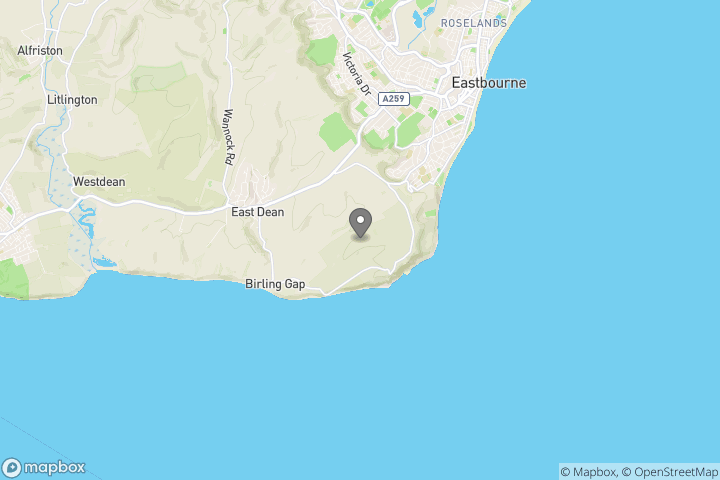 ROSELANDS
Alfriston
Victoria Dr
Eastbourne
Litlington
A259
Wannock Rd
Westdean
East Dean
Birling Gap
mapbox
© Mapbox, © OpenStreetMap